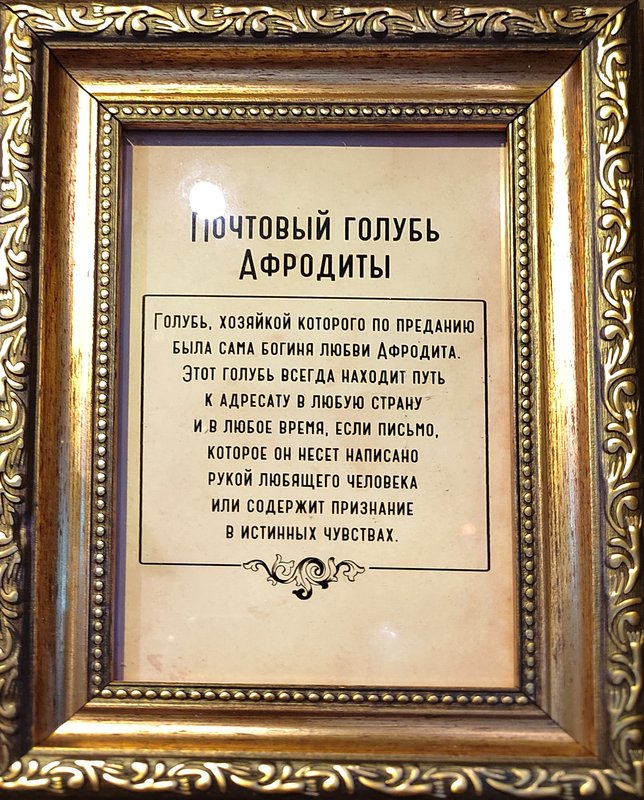 Почтовый голубь
Афродиты
Голубь, хозяйкой которого по преданию
была сама богиня любви Афродита.
Этот голубь всегда находит путь
к адресату в любую страну
и в любое время, если письмо,
которое он несет написано
рукой любящего человека
или содержит признание
в истинных чувствах.